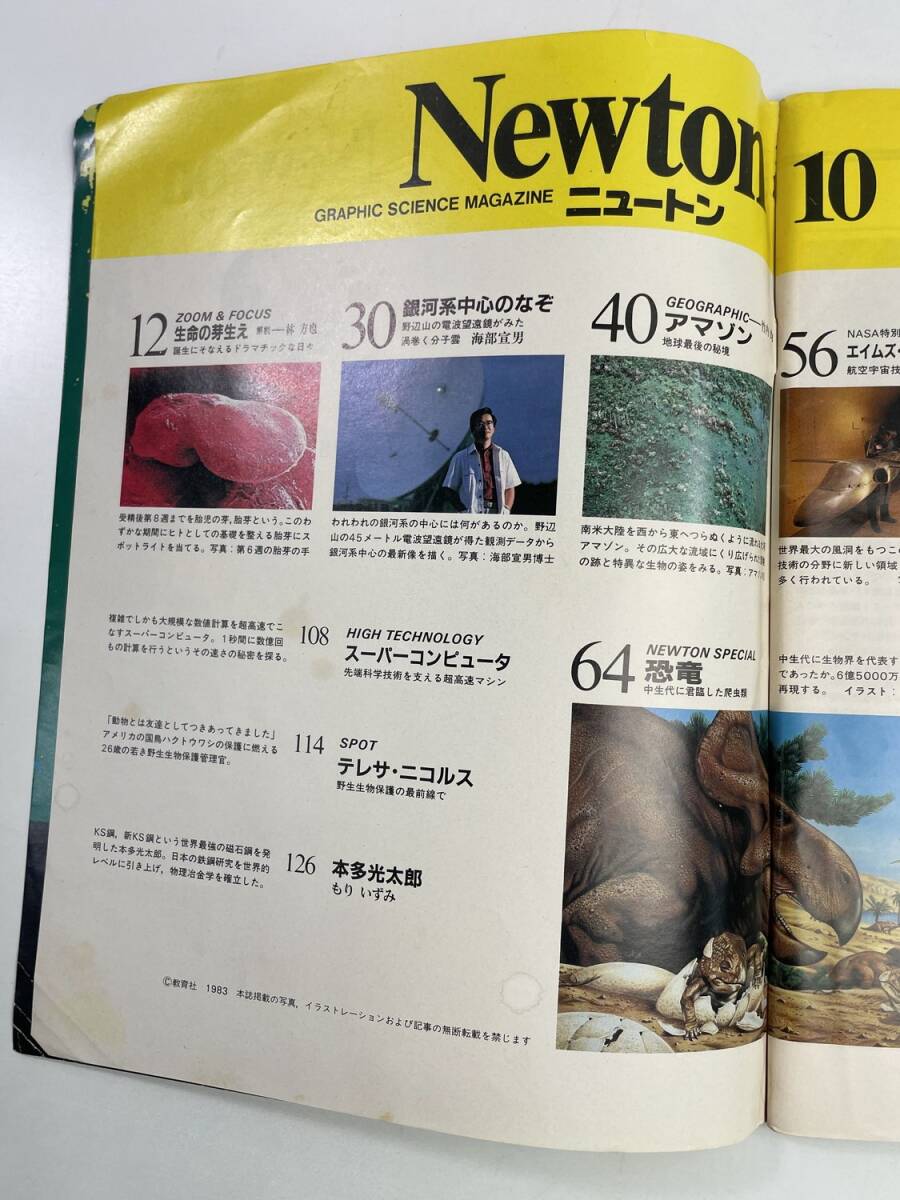 Newton
GRAPHIC SCIENCE MAGAZINE ニュートン
10
12 ZOOM & FOCUS
生命の芽生え 解説——林 方也
誕生にそなえるドラマチックな日々
受精後第8週までを胎児の芽,胎芽という。このわ
ずかな期間にヒトとしての基礎を整える胎芽にス
ポットライトを当てる。写真:第6週の胎芽の手
30 銀河系中心のなぞ
野辺山の電波望遠鏡がみた
渦巻く分子雲 海部宣男
われわれの銀河系の中心には何があるのか。野辺
山の45メートル電波望遠鏡が得た観測データから
銀河系中心の最新像を描く。写真:海部宣男博士
40 GEOGRAPHIC
アマゾン
地球最後の秘境
南米大陸を西から東へつらぬくように流れる
アマゾン。その広大な流域にくり広げられ
の跡と特異な生物の姿をみる。写真:アマ
56 NASA特別
エイムズ・
航空宇宙技
世界最大の風洞をもつこの
技術の分野に新しい領域
多く行われている。
複雑でしかも大規模な数値計算を超高速でこ
なすスーパーコンピュータ。1秒間に数億回
もの計算を行うというその速さの秘密を探る。
108 HIGH TECHNOLOGY
スーパーコンピュータ
先端科学技術を支える超高速マシン
「動物とは友達としてつきあってきました」
アメリカの国鳥ハクトウワシの保護に燃える
26歳の若き野生生物保護管理官。
114 SPOT
テレサ・ニコルス
野生生物保護の最前線で
KS鋼,新KS鋼という世界最強の磁石鋼を発
明した本多光太郎。日本の鉄鋼研究を世界的
レベルに引き上げ,物理冶金学を確立した。
126 本多光太郎
もり いずみ
64 NEWTON SPECIAL
恐竜
中生代に君臨した爬虫類
中生代に生物界を代表す
であったか。6億5000万
再現する。 イラスト:
©教育社 1983 本誌掲載の写真,イラストレーションおよび記事の無断転載を禁じます